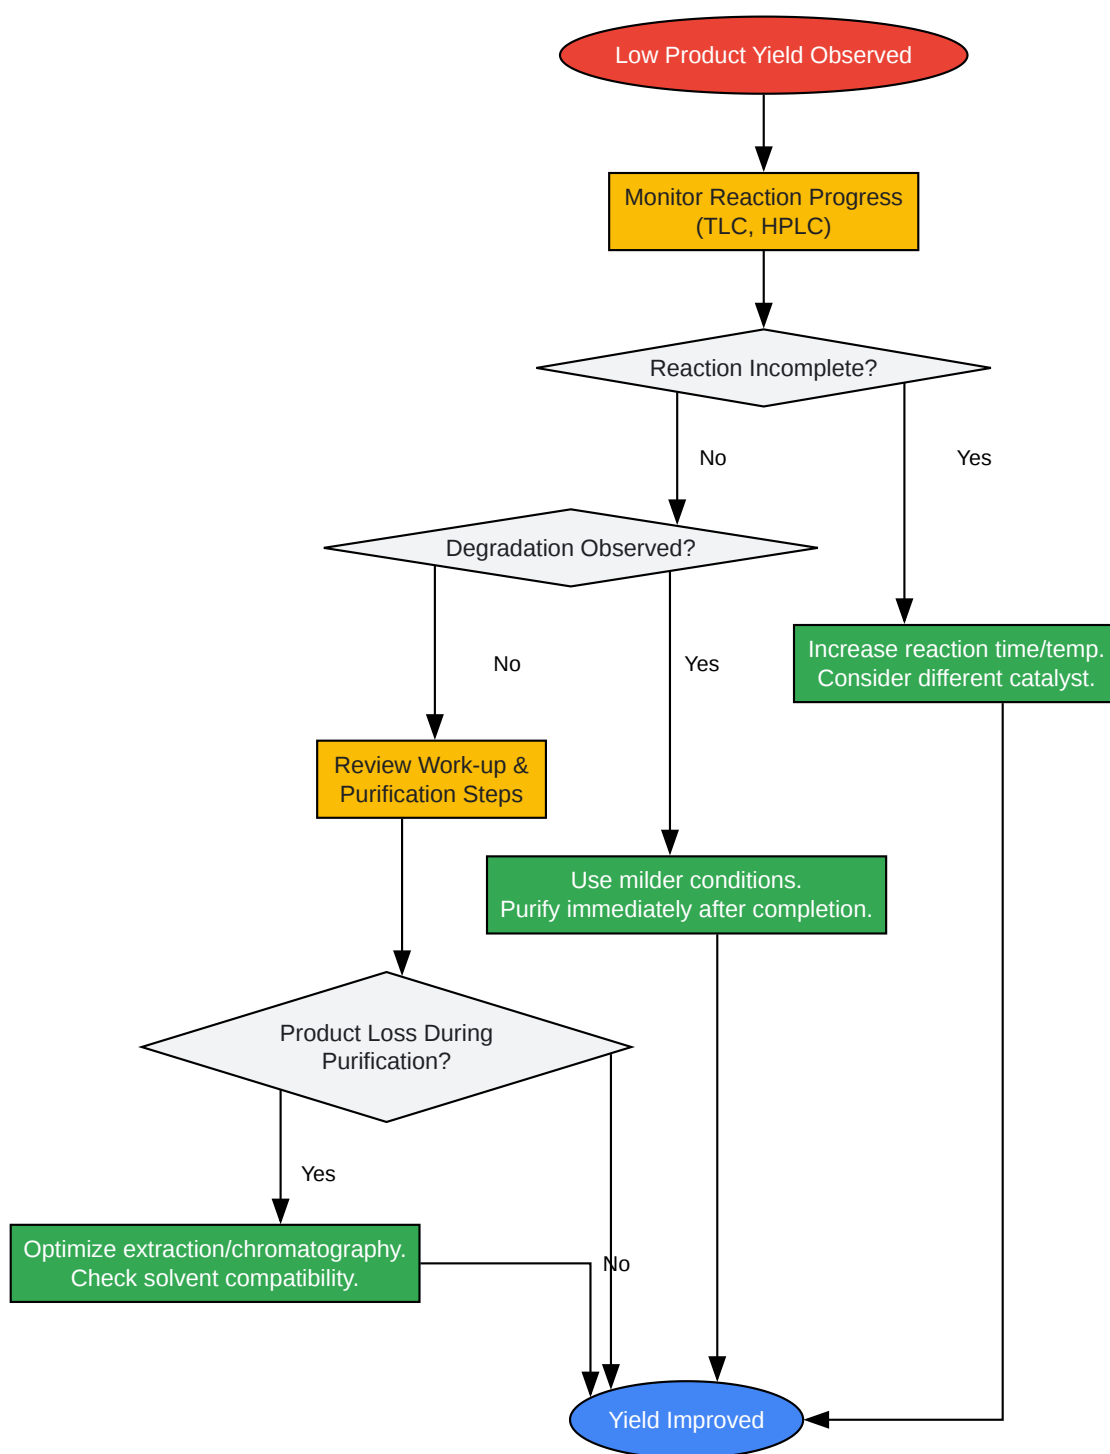 Low Product Yield Observed
Monitor Reaction Progress
(TLC, HPLC)
Reaction Incomplete?
No
Yes
Degradation Observed?
No
Yes
Increase reaction time/temp.
Consider different catalyst.
Review Work-up &
Purification Steps
Use milder conditions.
Purify immediately after completion.
Product Loss During
Purification?
Yes
No
Optimize extraction/chromatography.
Check solvent compatibility.
Yield Improved